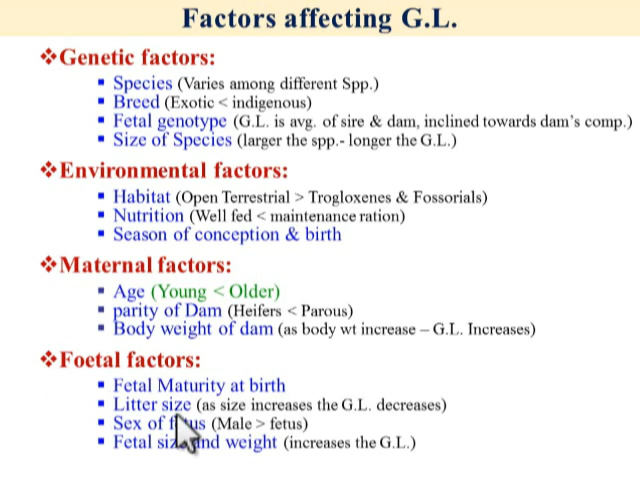 Factors affecting G.L.
❖Genetic factors:
▪ Species (Varies among different Spp.)
▪ Breed (Exotic < indigenous)
▪ Fetal genotype (G.L. is avg. of sire & dam, inclined towards dam's comp.)
▪ Size of Species (larger the spp.- longer the G.L.)
❖Environmental factors:
▪ Habitat (Open Terrestrial > Trogloxenes & Fossorials)
▪ Nutrition (Well fed < maintenance ration)
▪ Season of conception & birth
❖Maternal factors:
▪ Age (Young < Older)
▪ parity of Dam (Heifers < Parous)
▪ Body weight of dam (as body wt increase – G.L. Increases)
❖Foetal factors:
▪ Fetal Maturity at birth
▪ Litter size (as size increases the G.L. decreases)
▪ Sex of (Male > fetus)
▪ Fetal and weight (increases the G.L.)